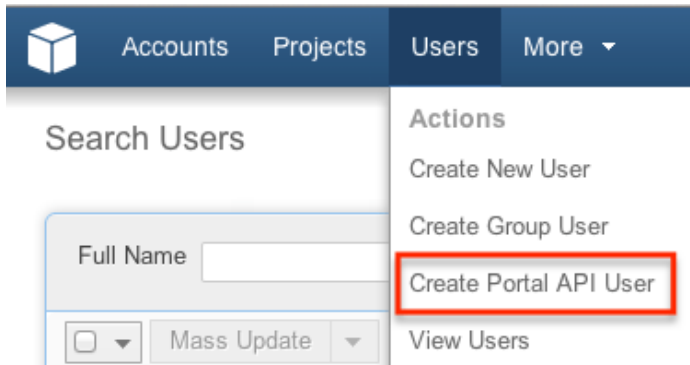 Accounts Projects Users More
Search Users
Actions
Create New User
Create Group User
Full Name
Create Portal API User
Mass Update
View Users